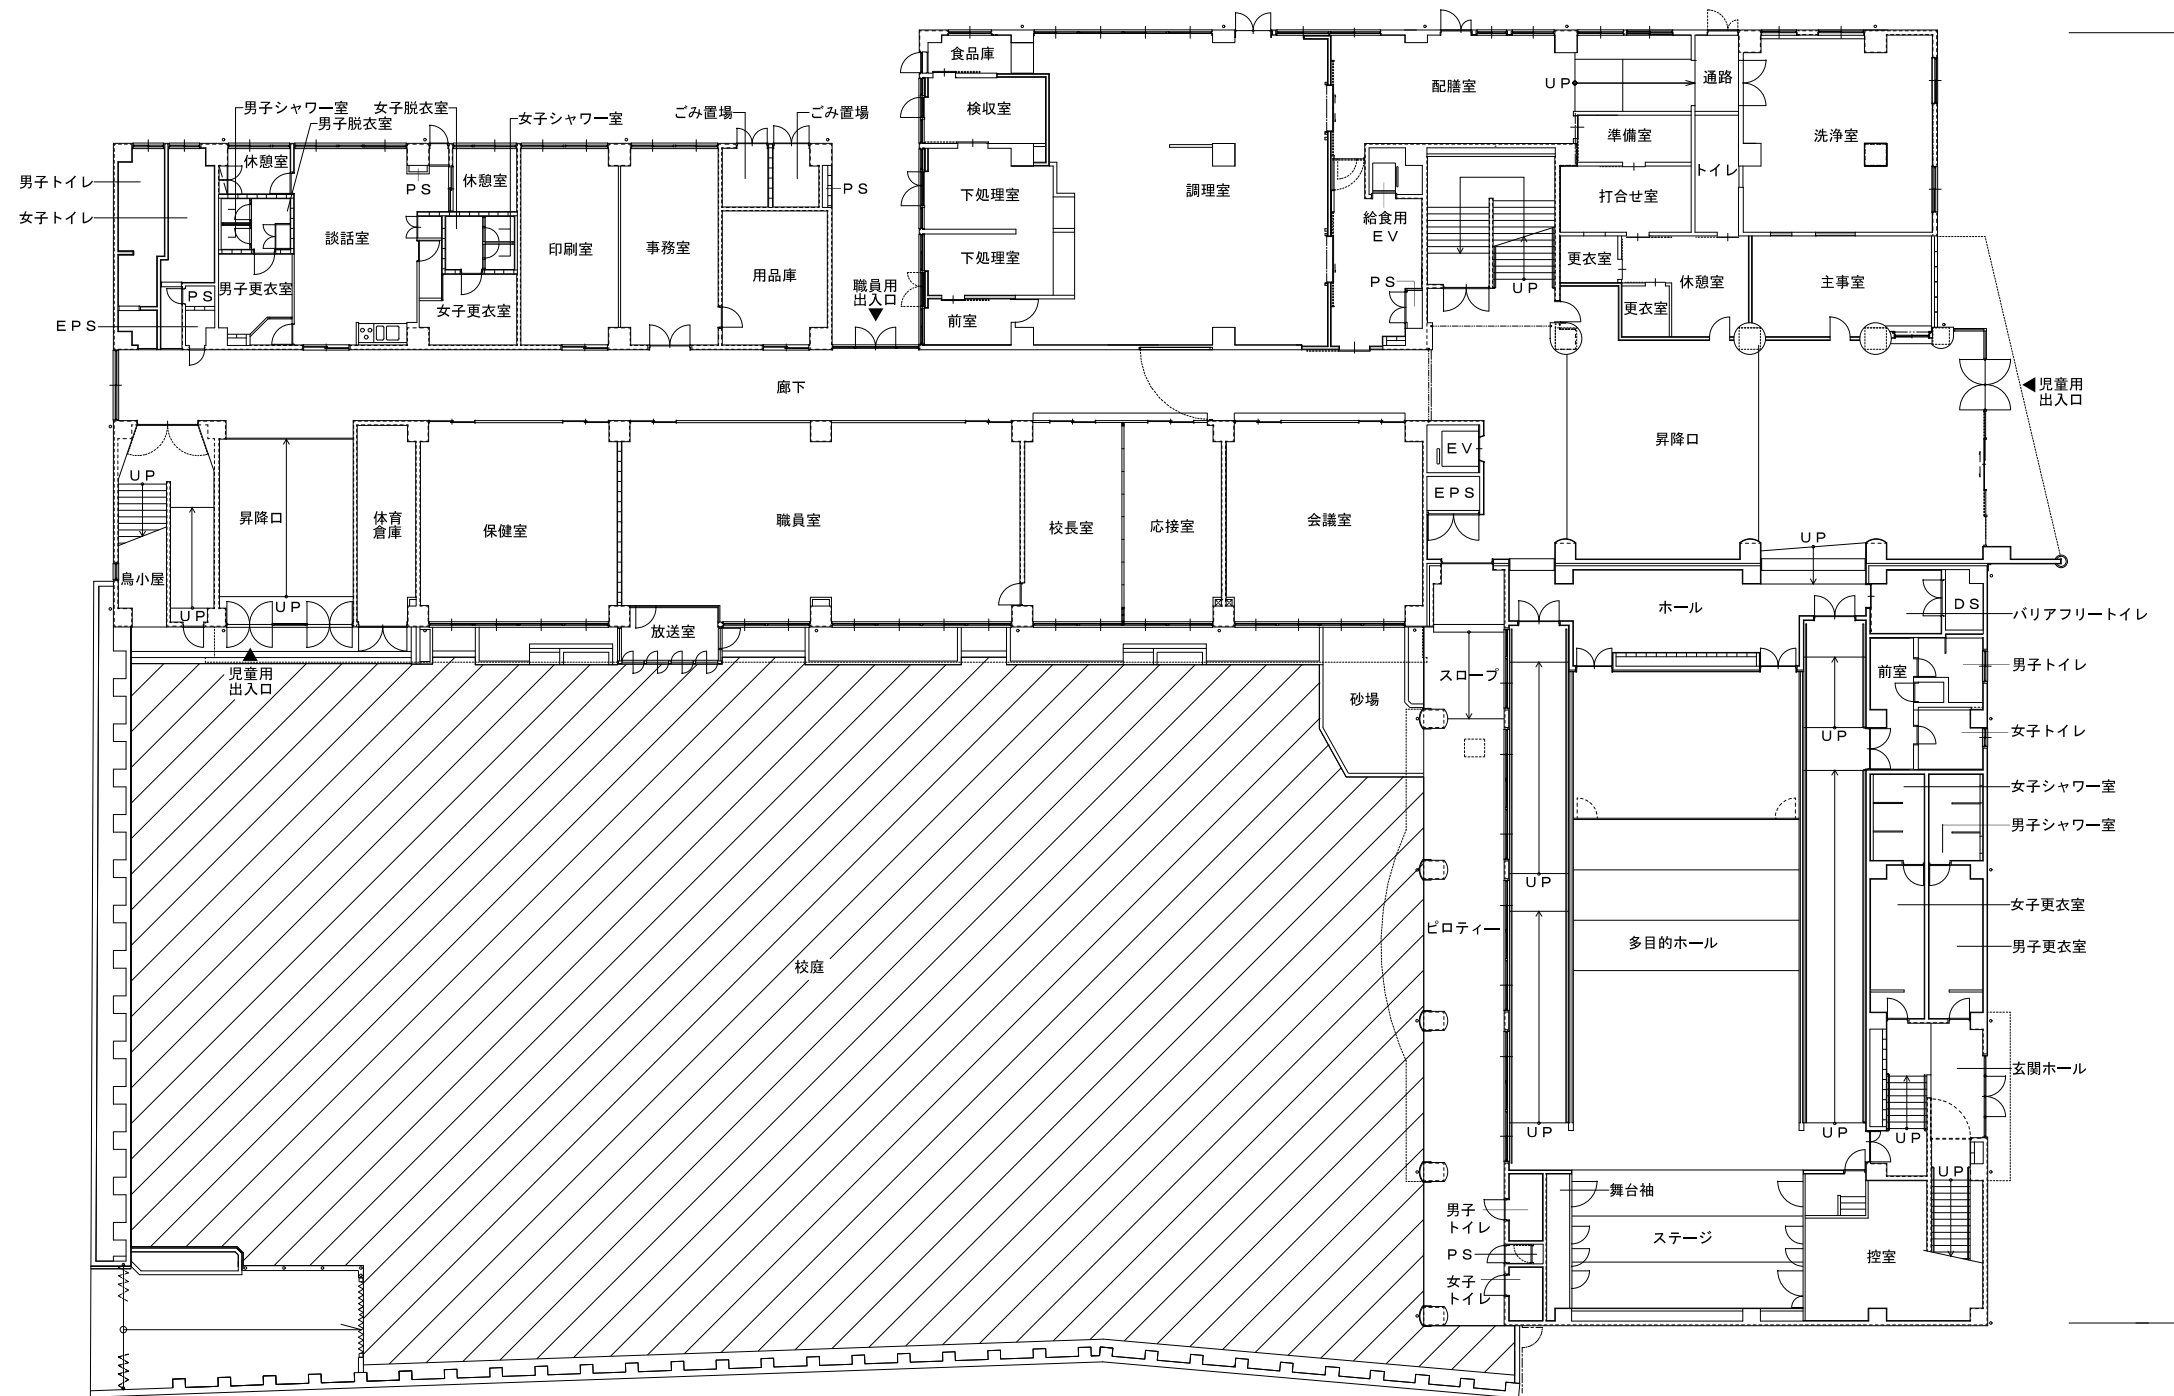 食品庫
検収室
配膳室
UP
通路
洗浄室
準備室
トイレ
打合せ室
調理室
下処理室
下処理室
前室
給食用
EV
PS
UP
更衣室
更衣室
休憩室
主事室
男子シャワー室
男子脱衣室
女子脱衣室
女子シャワー室
ごみ置場
ごみ置場
休憩室
PS
休憩室
PS
男子トイレ
女子トイレ
談話室
印刷室
事務室
用品庫
PS
男子更衣室
女子更衣室
EPS
職員用
出入口
廊下
児童用
出入口
昇降口
UP
昇降口
体育
倉庫
保健室
職員室
校長室
応接室
会議室
EV
EPS
鳥小屋
UP
UP
放送室
児童用
出入口
UP
ホール
DS
バリアフリートイレ
スロープ
砂場
前室
男子トイレ
女子トイレ
UP
女子シャワー室
男子シャワー室
UP
女子更衣室
男子更衣室
ピロティー
多目的ホール
校庭
玄関ホール
UP
UP
UP
UP
舞台袖
男子
トイレ
ステージ
PS
控室
女子
トイレ